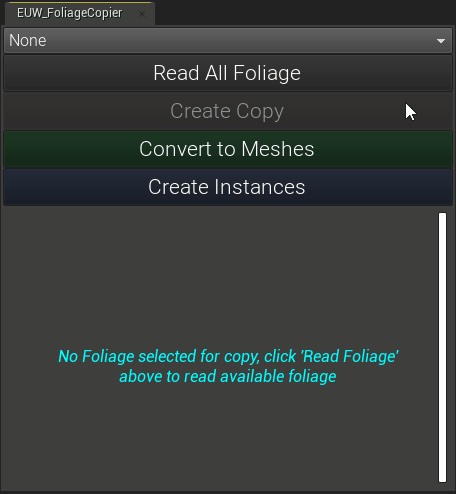 EUW_FoliageCopier
None
Read All Foliage
Create Copy
Convert to Meshes
Create Instances
No Foliage selected for copy, click 'Read Foliage'
above to read available foliage